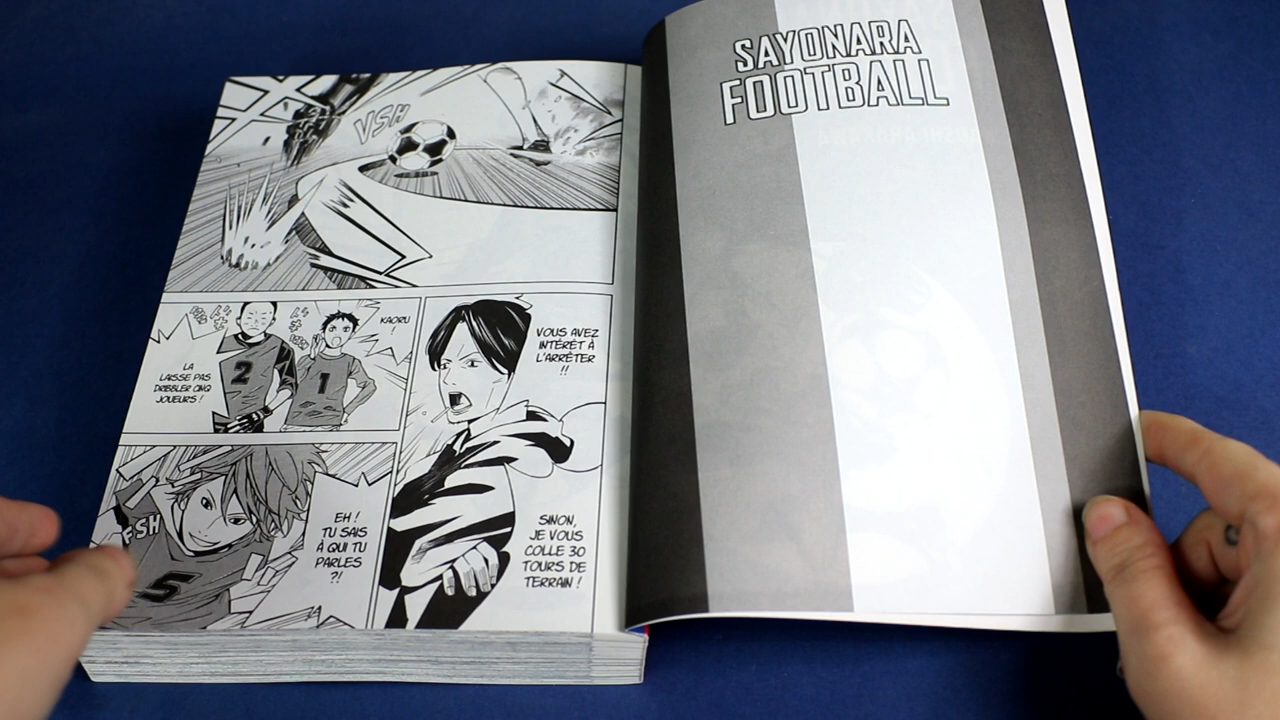 VSH
KAORU
!
LA
LAISSE PAS
DRIBBLER CINQ
JOUEURS !
2
1
VOUS AVEZ
INTÉRÊT À
L'ARRÊTER
!!
FSH
5
EH !
TU SAIS
À QUI TU
PARLES
?!
SINON,
JE VOUS
COLLE 30
TOURS DE
TERRAIN !
SAYONARA
FOOTBALL